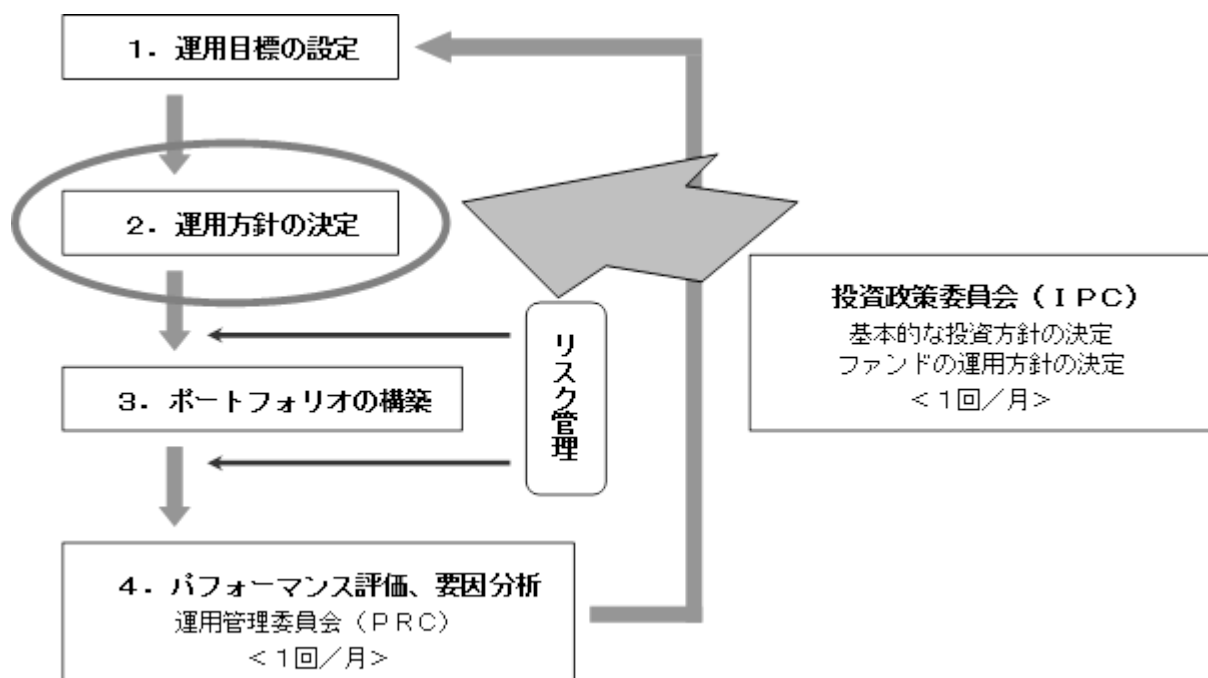 １．運用目標の設定
２．運用方針の決定
３．ポートフォリオの構築
リスク管理
４．パフォーマンス評価、要因分析
運用管理委員会（ＰＲＣ）
＜１回／月＞
投資政策委員会（ＩＰＣ）
基本的な投資方針の決定
ファンドの運用方針の決定
＜１回／月＞